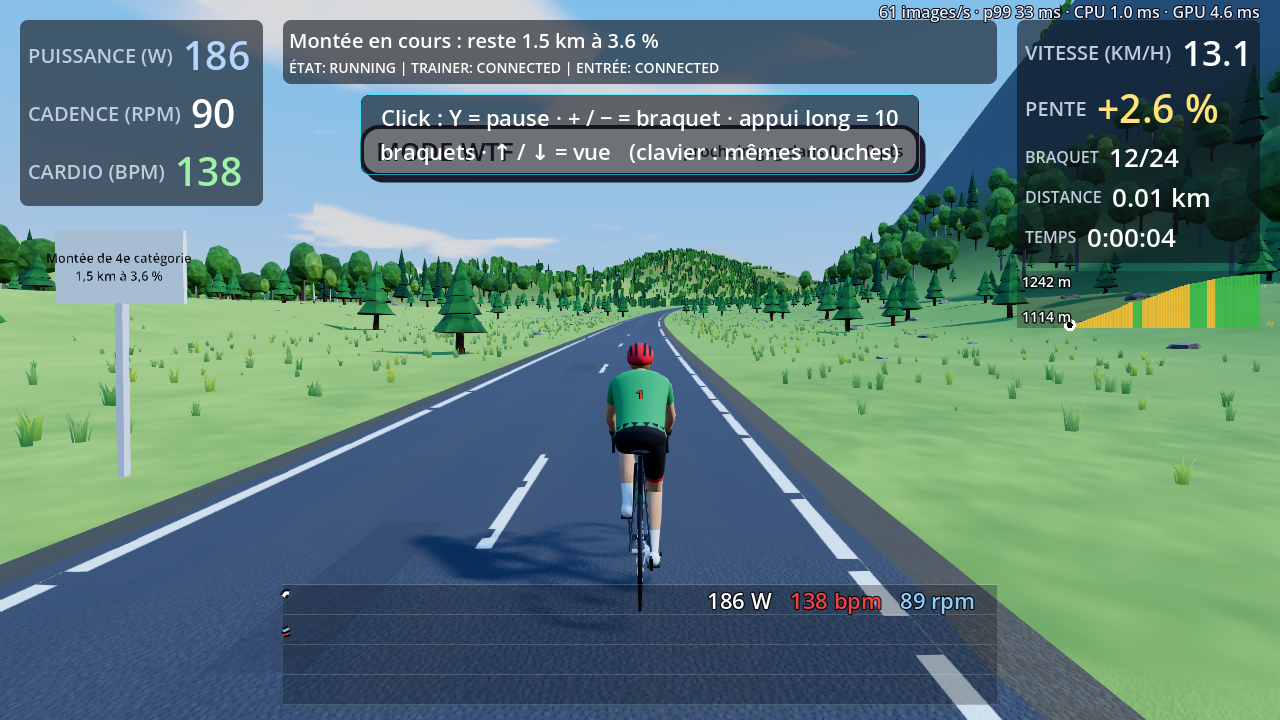 61 images/s · p99 33 ms · CPU 1.0 ms · GPU 4.6 ms
PUISSANCE (W) 186
CADENCE (RPM) 90
CARDIO (BPM) 138
Montée en cours : reste 1.5 km à 3.6 %
ÉTAT: RUNNING | TRAINER: CONNECTED | ENTRÉE: CONNECTED
Click : Y = pause · + / − = braquet · appui long = 10
braquets · ↑ / ↓ = vue (clavier : mêmes touches)
MODE WTF
VITESSE (KM/H) 13.1
PENTE +2.6 %
BRAQUET 12/24
DISTANCE 0.01 km
TEMPS 0:00:04
1242 m
1114 m
Montée de 4e catégorie
1,5 km à 3,6 %
1
186 W 138 bpm 89 rpm